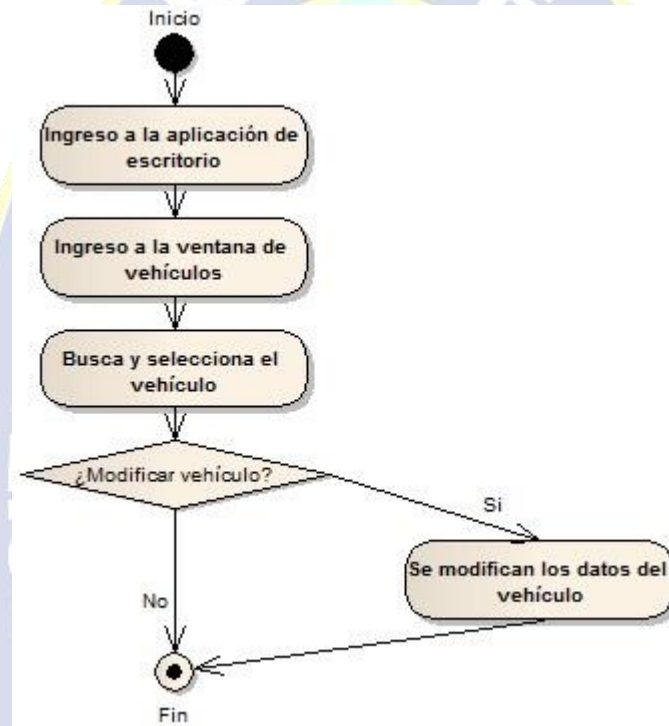 Inicio
Ingreso a la aplicación de
escritorio
Ingreso a la ventana de
vehículos
Busca y selecciona el
vehículo
¿Modificar vehículo?
Si
Se modifican los datos del
vehículo
No
Fin